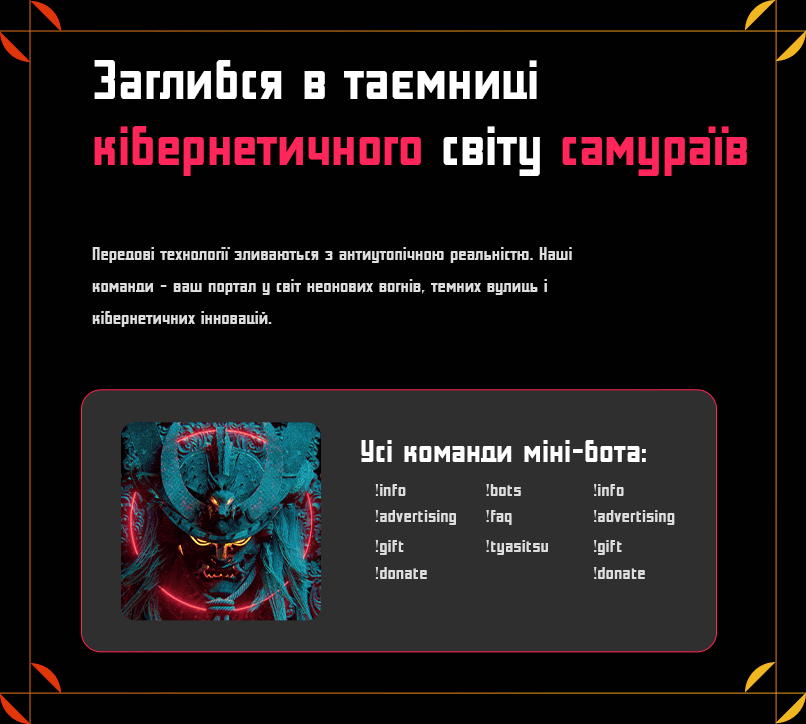 Заглибся в таємниці
кібернетичного світу самураїв
Передові технології зливаються з антиутопічною реальністю. Наші
команди - ваш портал у світ неонових вогнів, темних вулиць і
кібернетичних інновацій.
Усі команди міні-бота:
!info !bots !info
!advertising !faq !advertising
!gift !tyasitsu !gift
!donate !donate